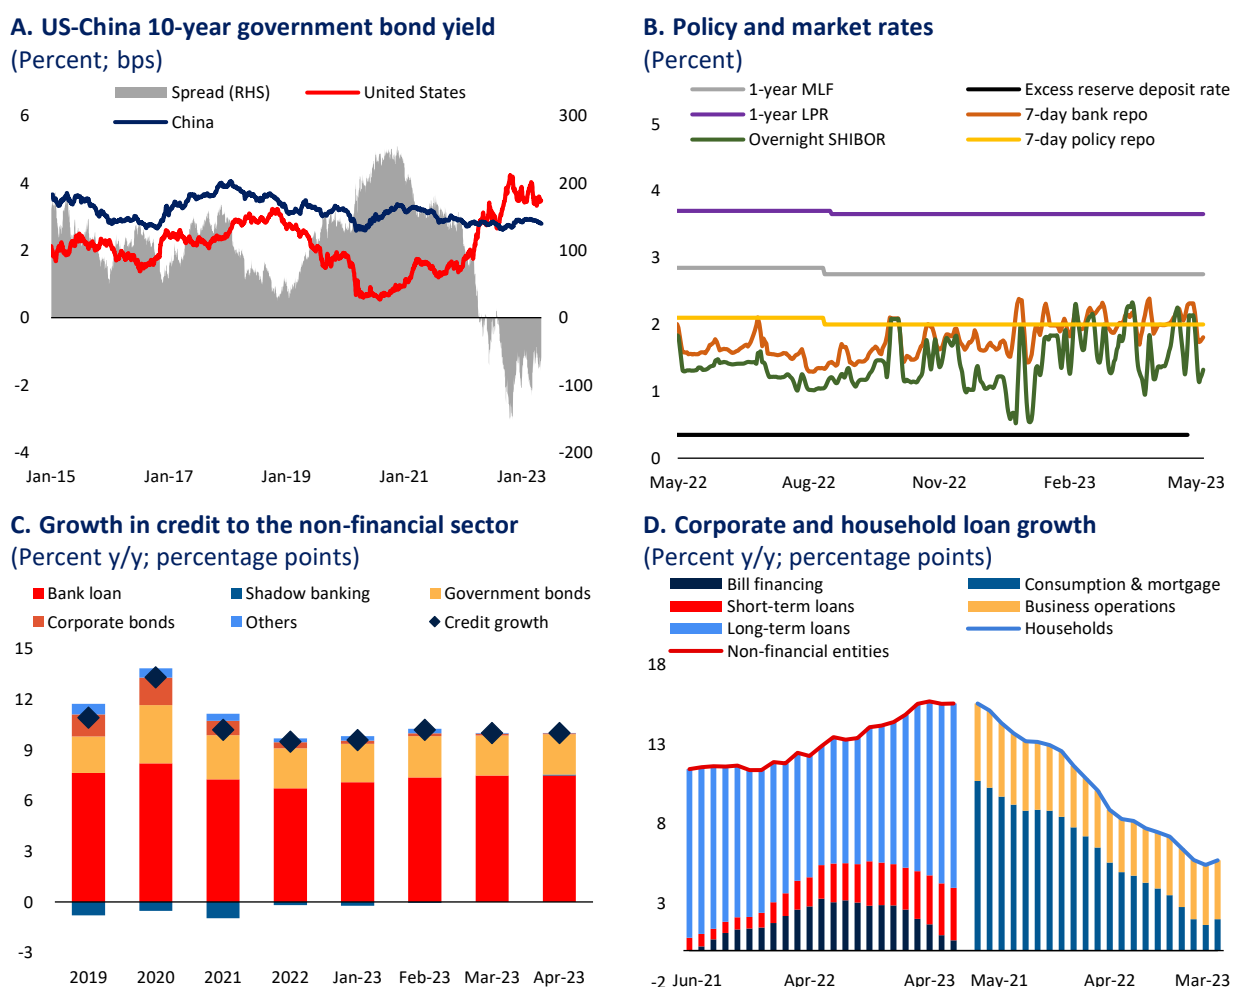 A. US-China 10-year government bond yield
(Percent; bps)
Spread (RHS)
United States
China
6
4
2
0
-2
-4
300
200
100
0
-100
-200
Jan-15
Jan-17
Jan-19
Jan-21
Jan-23
B. Policy and market rates
(Percent)
1-year MLF
Excess reserve deposit rate
1-year LPR
7-day bank repo
Overnight SHIBOR
7-day policy repo
5
4
3
2
1
0
May-22
Aug-22
Nov-22
Feb-23
May-23
C. Growth in credit to the non-financial sector
(Percent y/y; percentage points)
Bank loan
Shadow banking
Government bonds
Corporate bonds
Others
Credit growth
15
12
9
6
3
0
-3
2019
2020
2021
2022
Jan-23
Feb-23
Mar-23
Apr-23
D. Corporate and household loan growth
(Percent y/y; percentage points)
Bill financing
Consumption & mortgage
Short-term loans
Business operations
Long-term loans
Households
Non-financial entities
18
13
8
3
-2
Jun-21
Apr-22
Apr-23
May-21
Apr-22
Mar-23